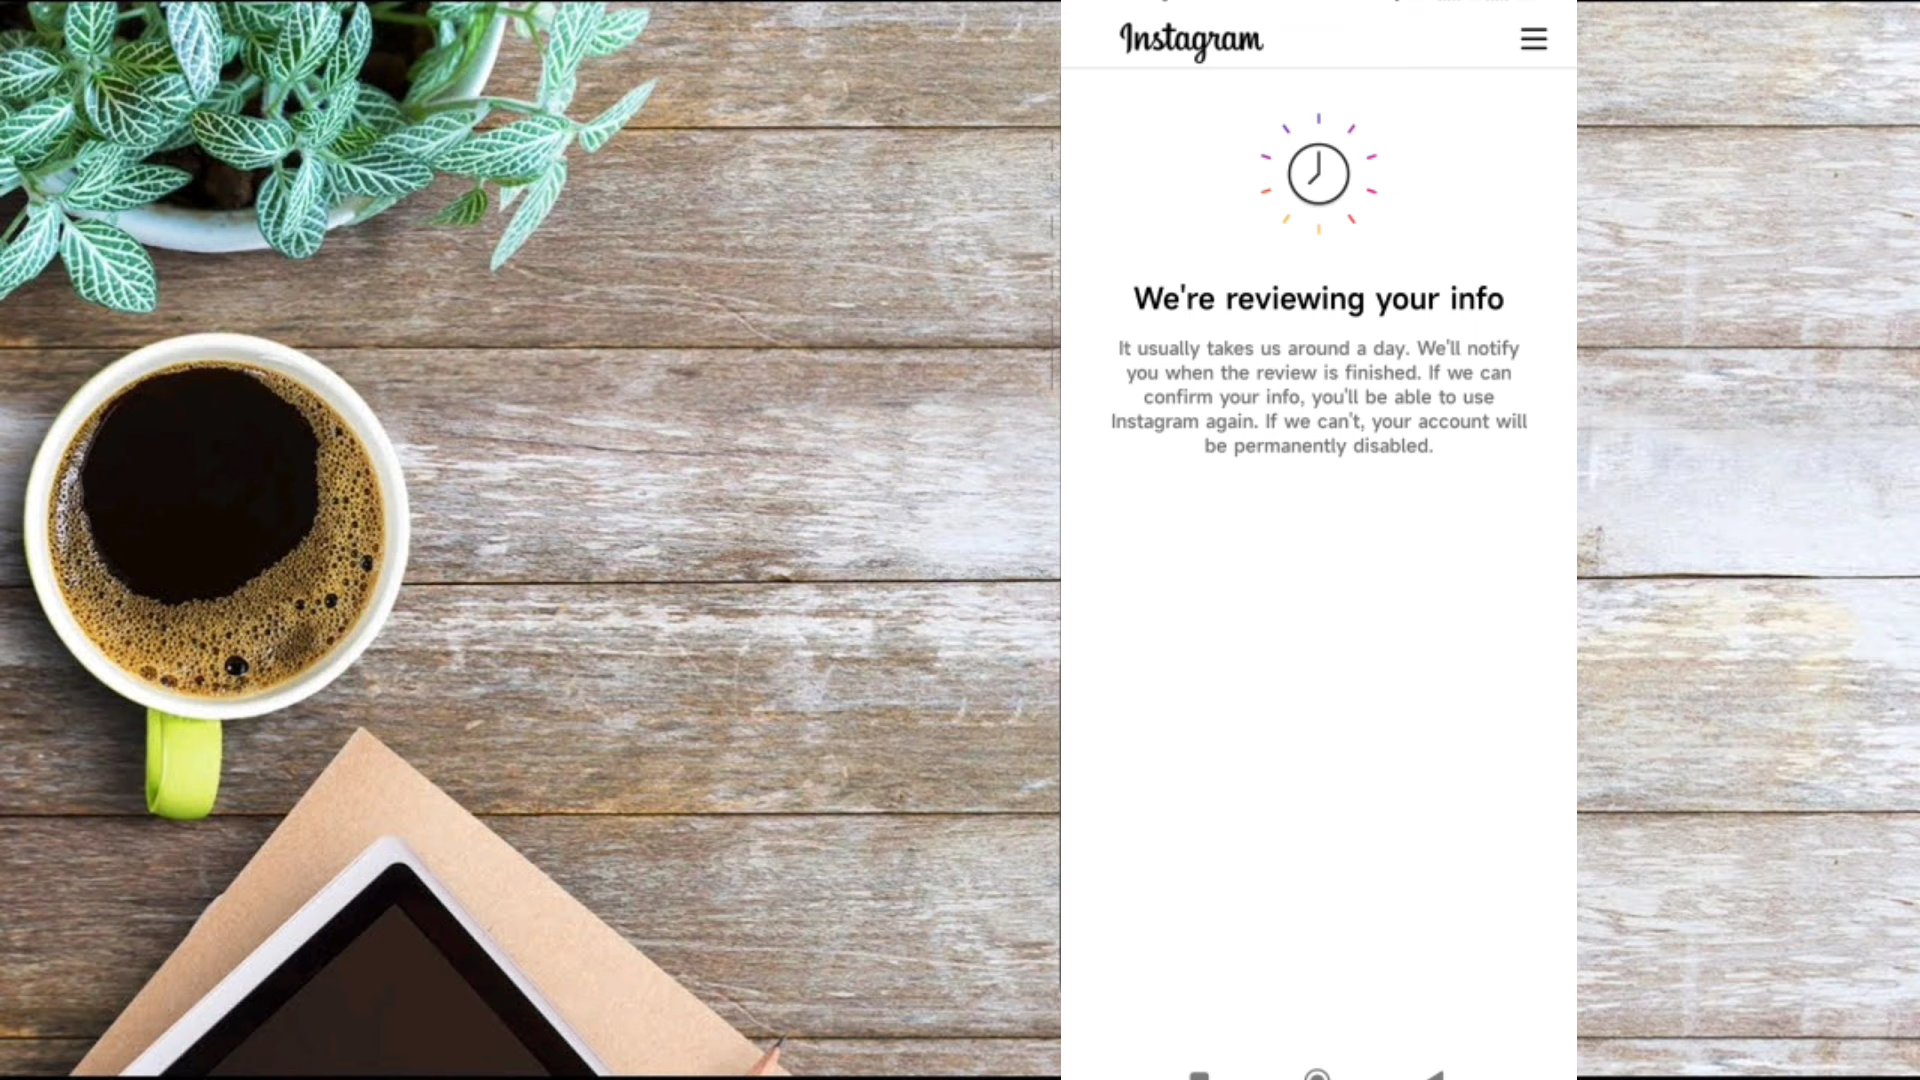 Instagram
We're reviewing your info
It usually takes us around a day. We'll notify
you when the review is finished. If we can
confirm your info, you'll be able to use
Instagram again. If we can't, your account will
be permanently disabled.